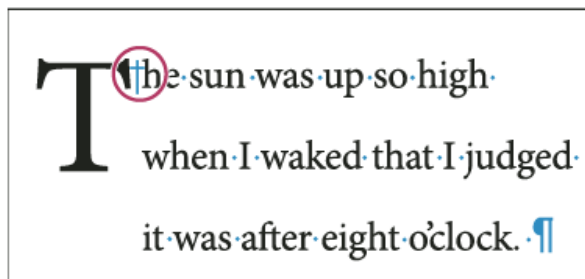 The sun was up so high
when I waked that I judged
it was after eight o’clock. ¶